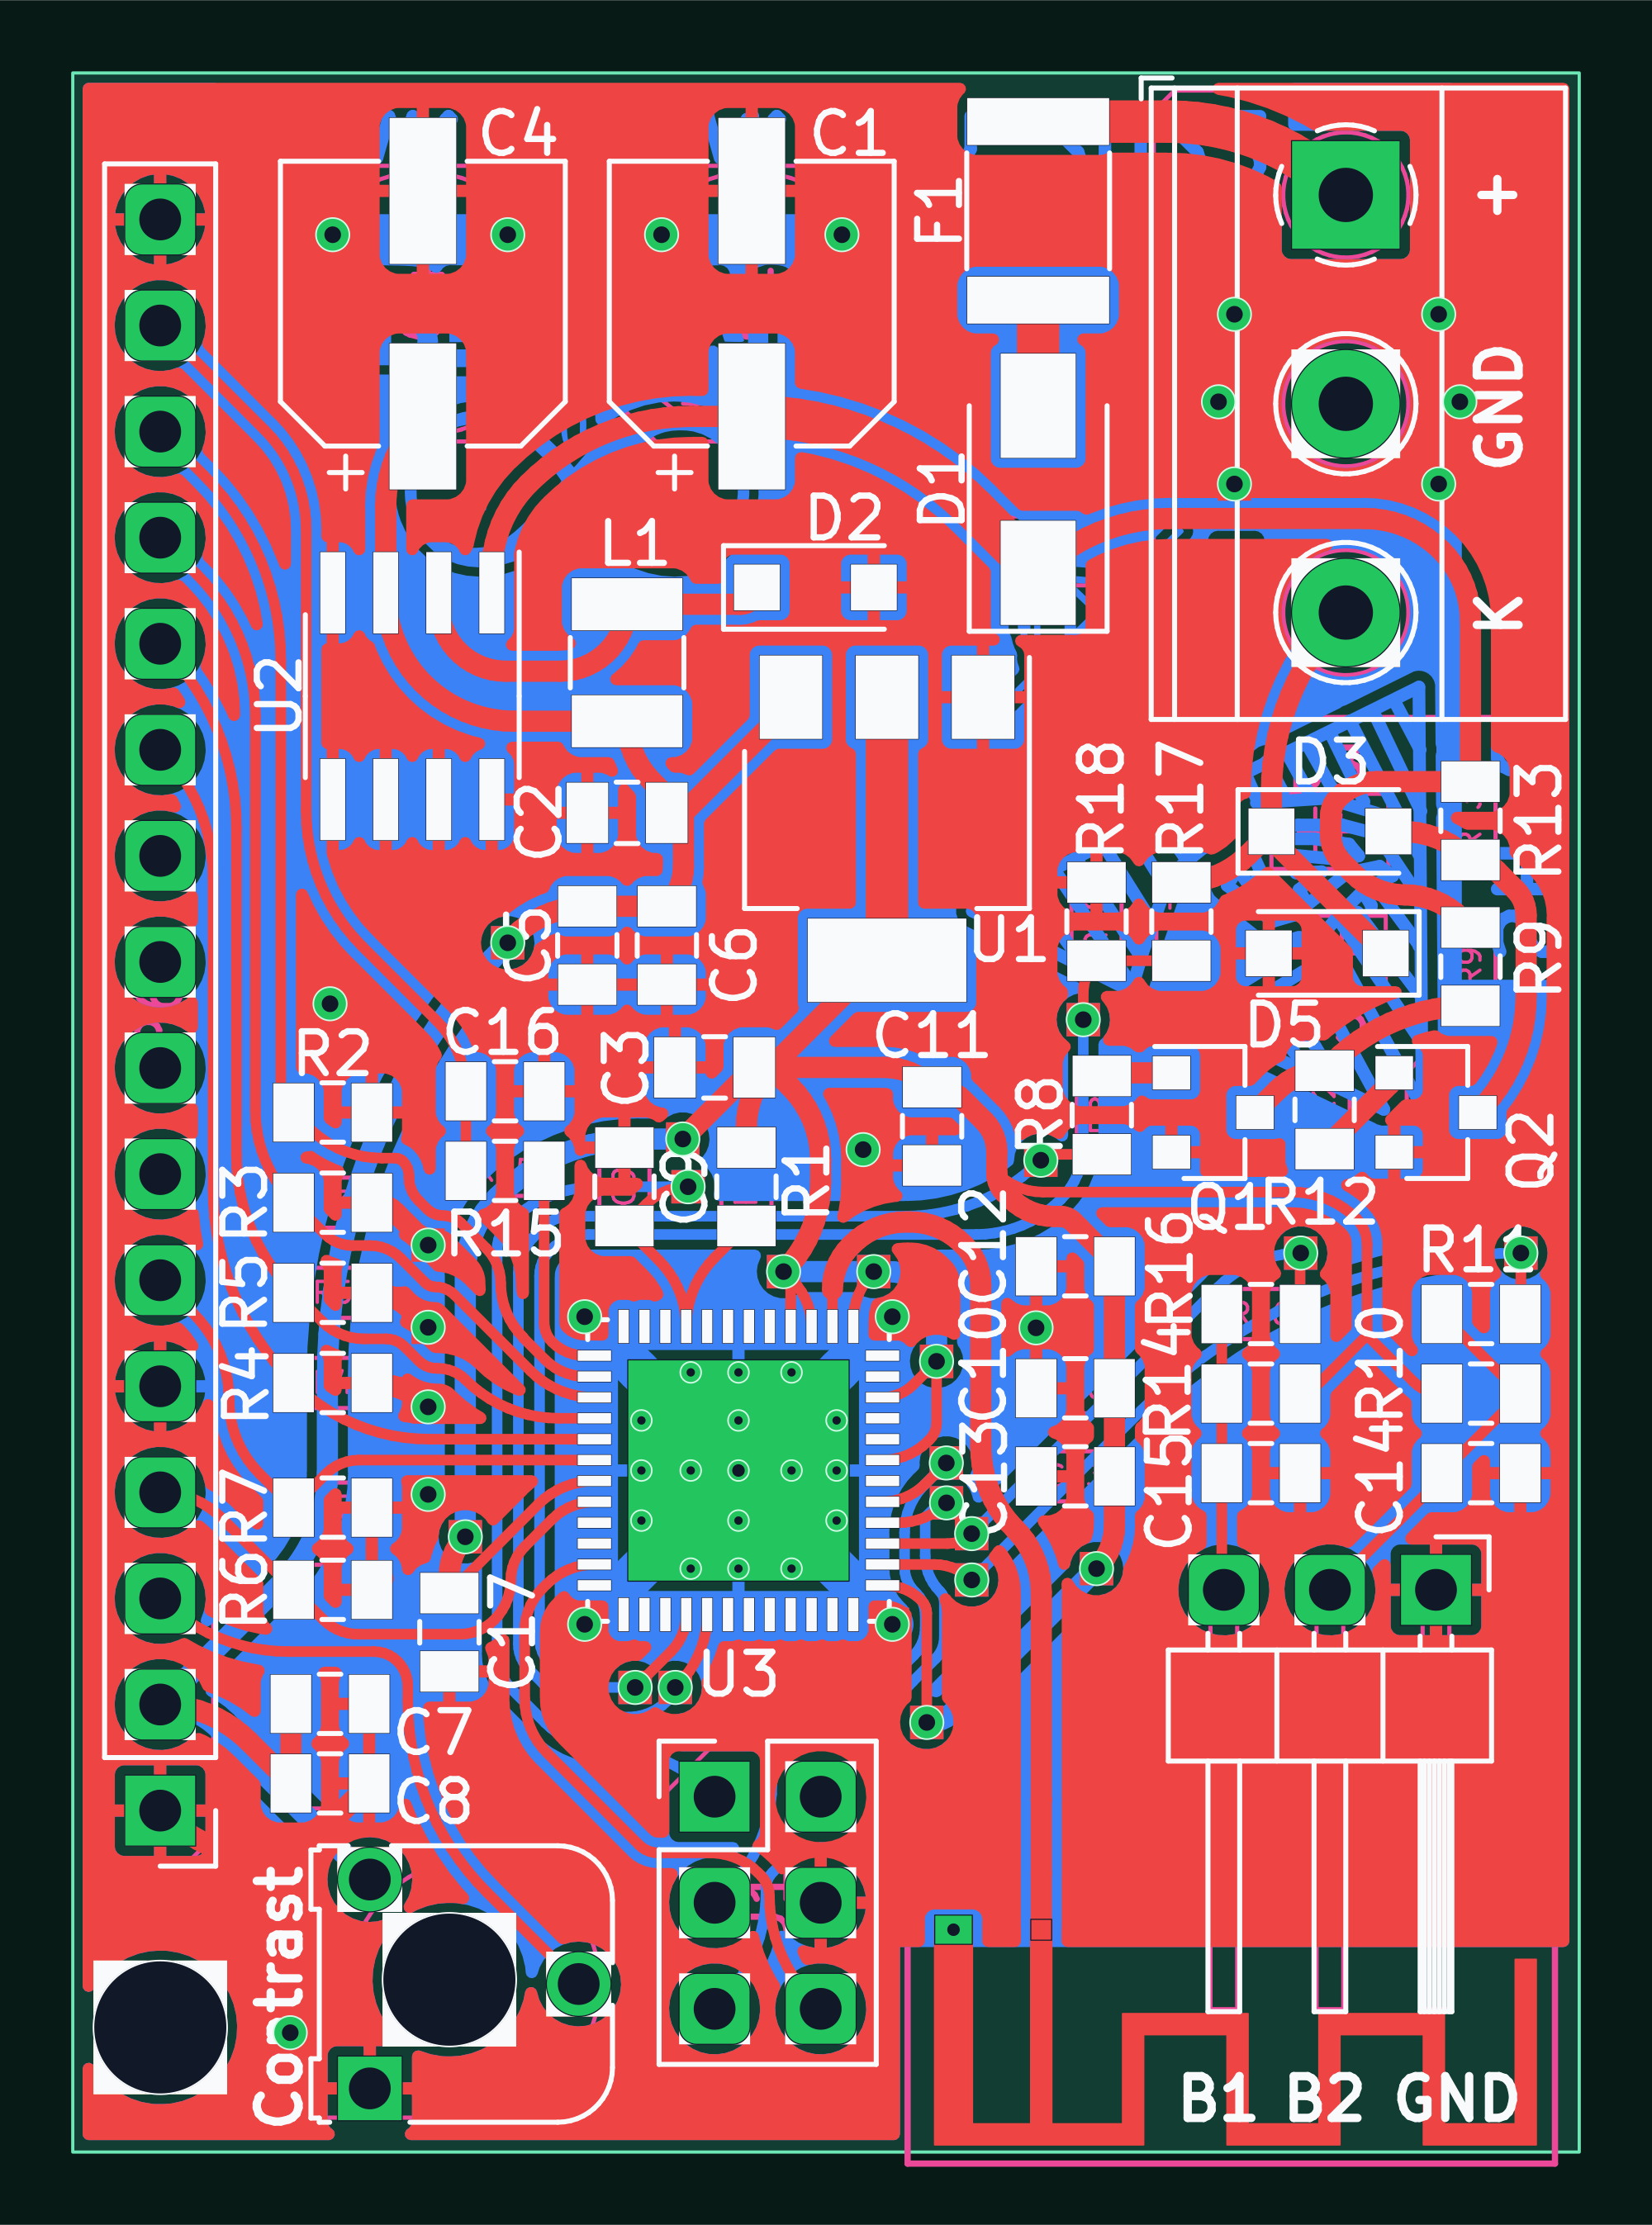 C4
C1
F1
+
GND
K
+
+
D1
D2
L1
U2
D3
R18
R17
R13
C2
C5
C6
U1
R9
D5
C16
R2
C3
C11
R8
Q2
R3
C9
R1
R15
C12
Q1
R12
R16
R11
R5
R4
C10
R14
R10
C13
C15
C14
R7
R6
C17
U3
C7
C8
Contrast
B1 B2 GND